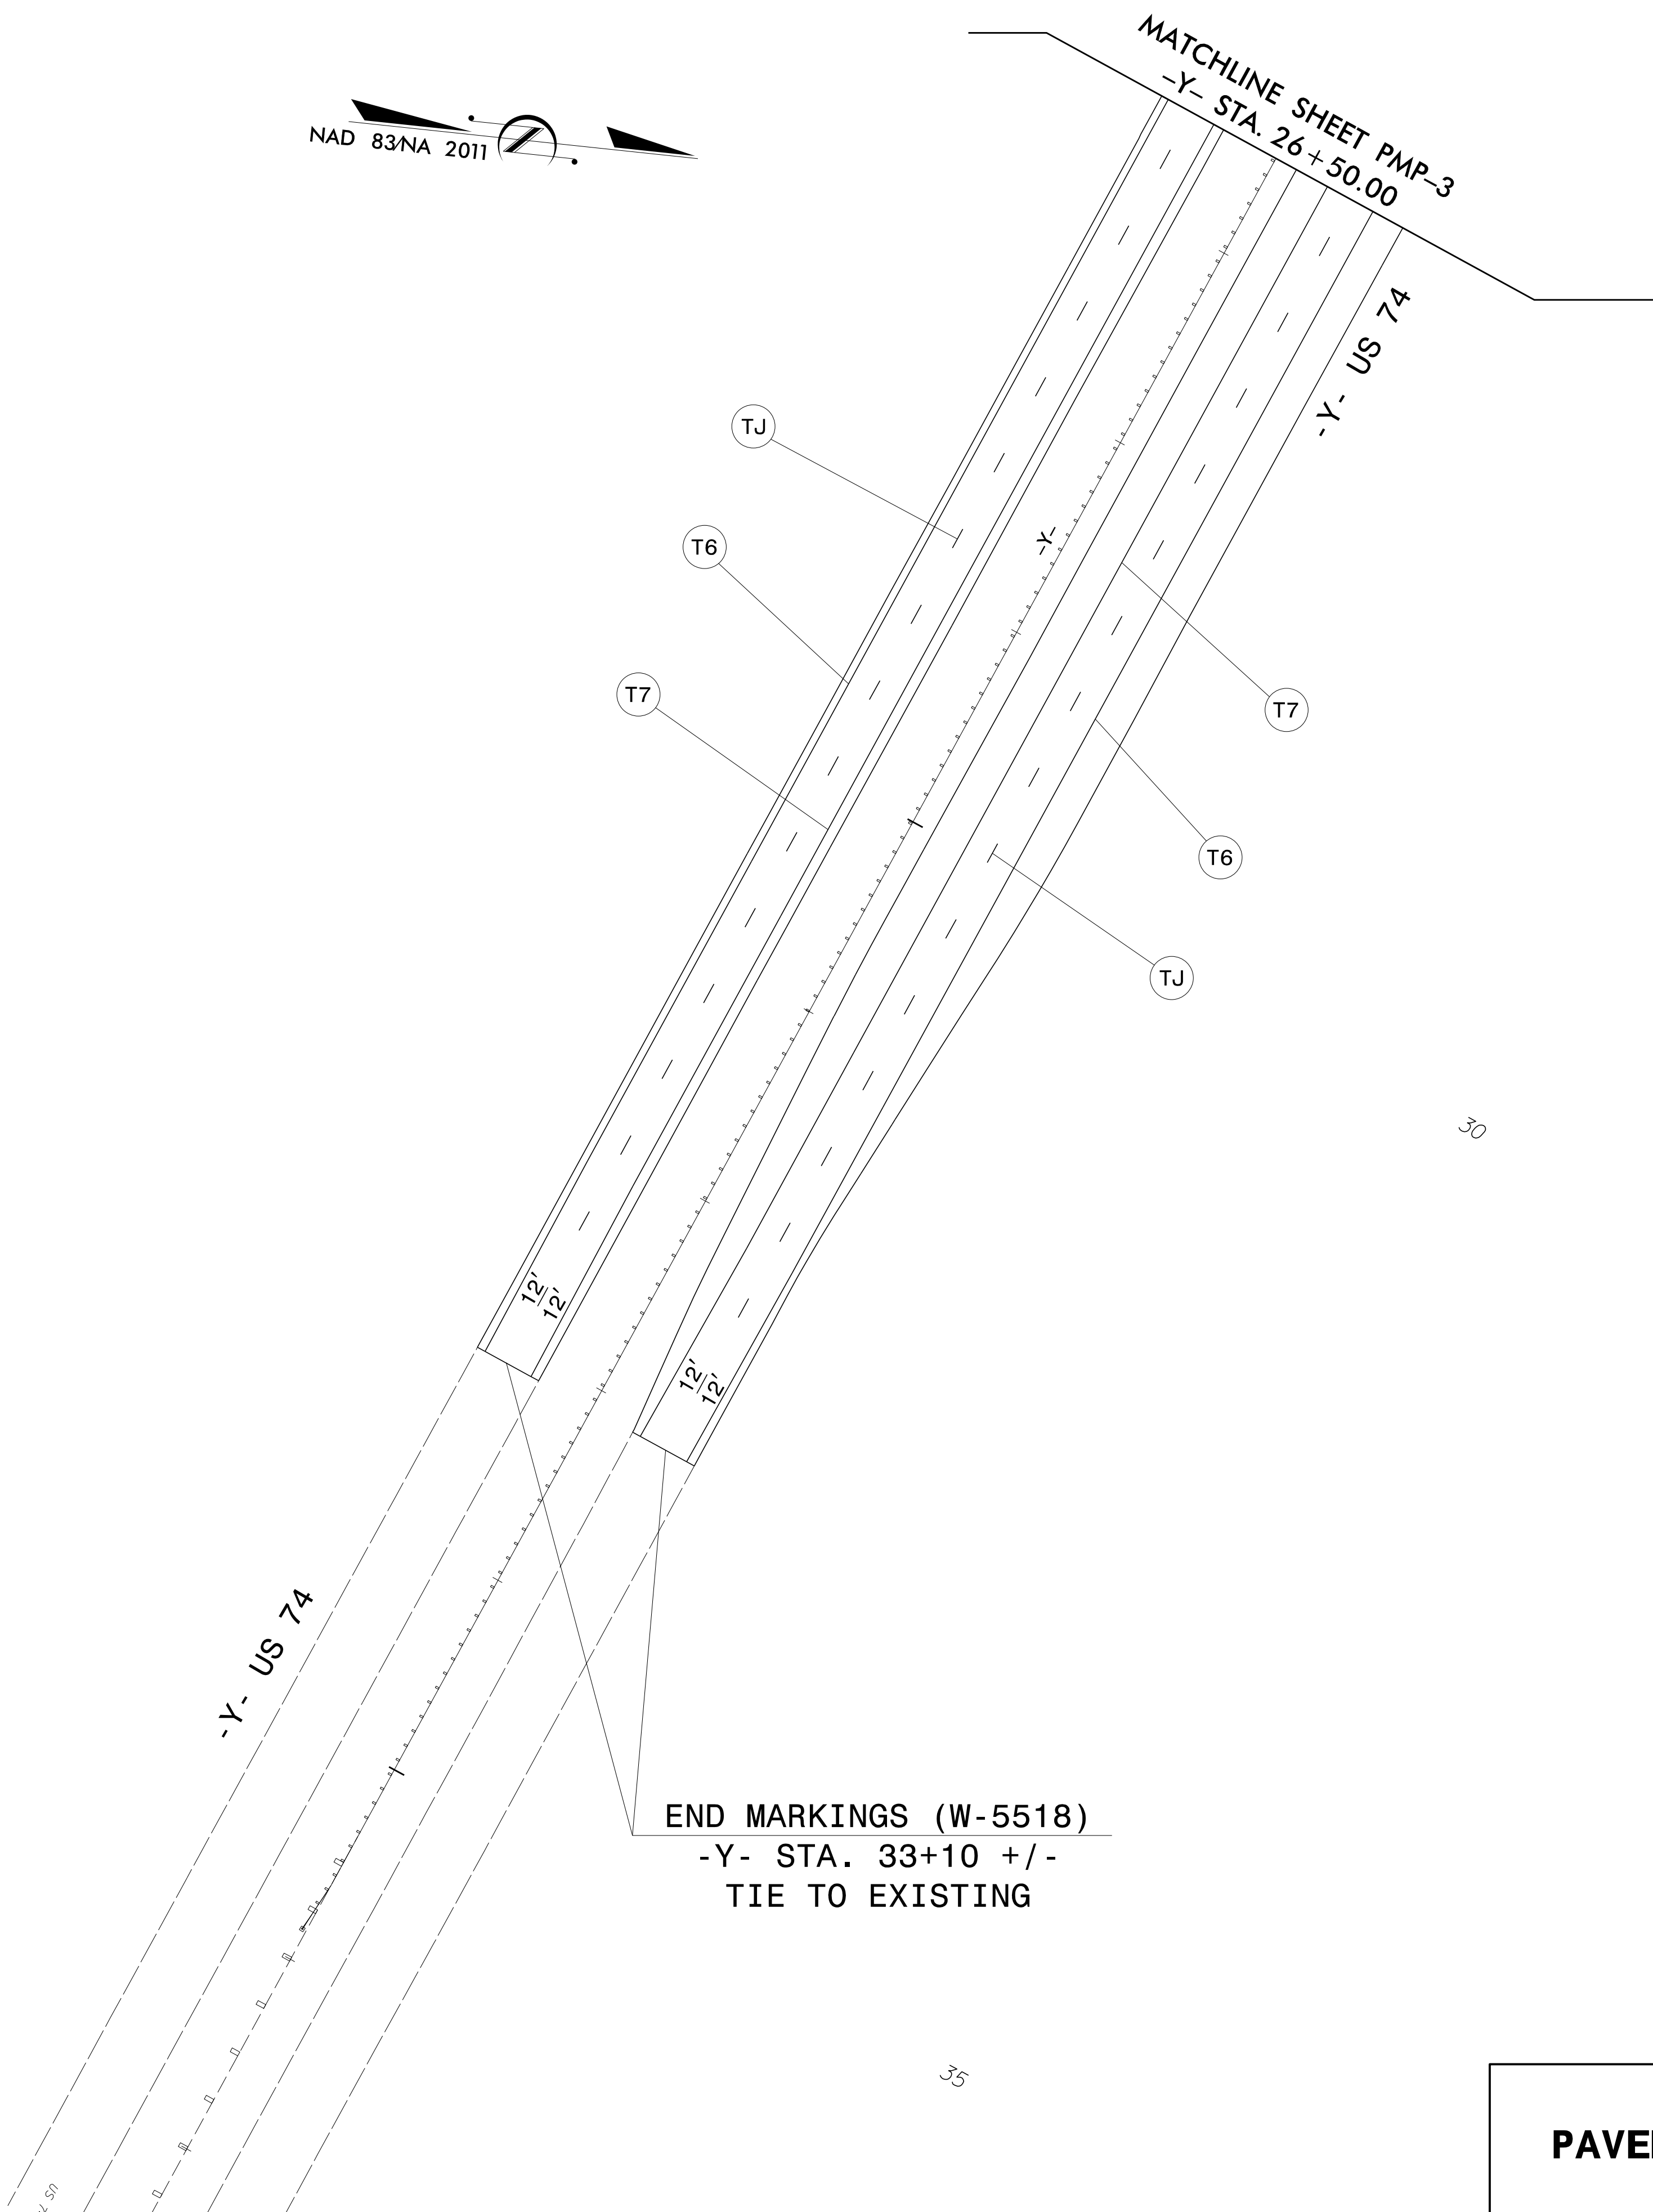 MATCHLINE SHEET PMP-3
-Y- STA. 26+50.00
NAD 83/NA 2011
-Y- US 74
TJ
T6
-Y-
T7
T7
T6
TJ
30
12'
12'
12'
12'
-Y- US 74
END MARKINGS (W-5518)
-Y- STA. 33+10 +/-
TIE TO EXISTING
35
US